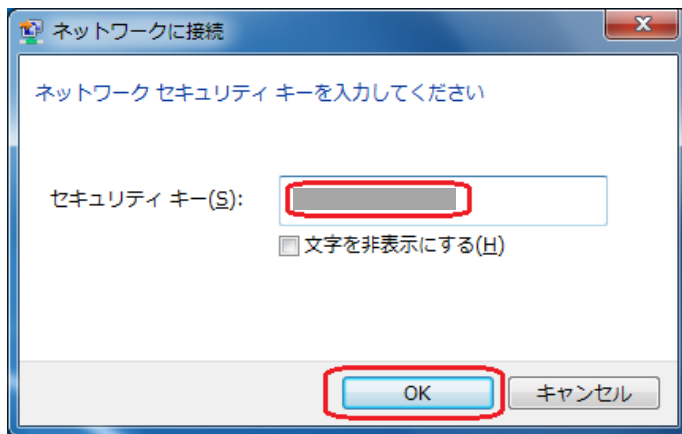 ネットワークに接続
ネットワーク セキュリティ キーを入力してください
セキュリティ キー(S):
文字を非表示にする(H)
OK キャンセル